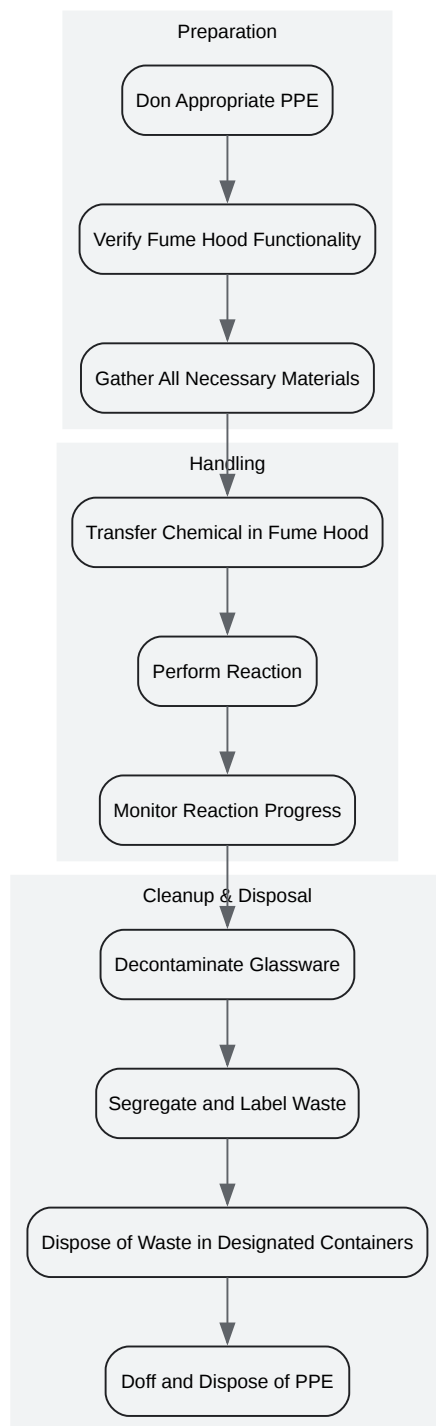 Preparation
Don Appropriate PPE
Verify Fume Hood Functionality
Gather All Necessary Materials
Handling
Transfer Chemical in Fume Hood
Perform Reaction
Monitor Reaction Progress
Cleanup & Disposal
Decontaminate Glassware
Segregate and Label Waste
Dispose of Waste in Designated Containers
Doff and Dispose of PPE